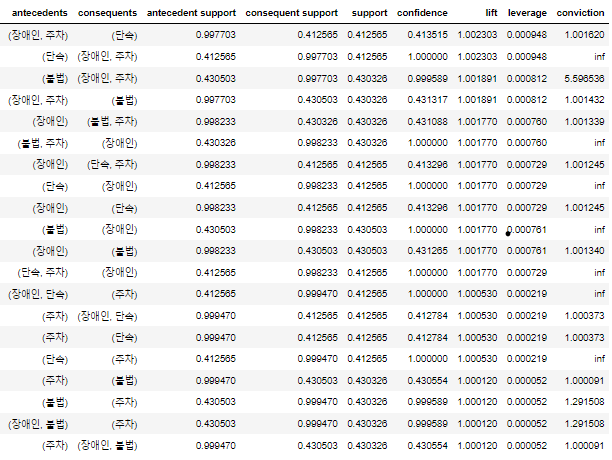 antecedents consequents antecedent support consequent support support confidence lift leverage conviction
(장애인, 주차) (단속) 0.997703 0.412565 0.412565 0.413515 1.002303 0.000948 1.001620
(단속) (장애인, 주차) 0.412565 0.997703 0.412565 1.000000 1.002303 0.000948 inf
(불법) (장애인, 주차) 0.430503 0.997703 0.430326 0.999589 1.001891 0.000812 5.596536
(장애인, 주차) (불법) 0.997703 0.430503 0.430326 0.431317 1.001891 0.000812 1.001432
(장애인) (불법, 주차) 0.998233 0.430326 0.430326 0.431088 1.001770 0.000760 1.001339
(불법, 주차) (장애인) 0.430326 0.998233 0.430326 1.000000 1.001770 0.000760 inf
(장애인) (단속, 주차) 0.998233 0.412565 0.412565 0.413296 1.001770 0.000729 1.001245
(단속) (장애인) 0.412565 0.998233 0.412565 1.000000 1.001770 0.000729 inf
(장애인) (단속) 0.998233 0.412565 0.412565 0.413296 1.001770 0.000729 1.001245
(불법) (장애인) 0.430503 0.998233 0.430503 1.000000 1.001770 0.000761 inf
(장애인) (불법) 0.998233 0.430503 0.430503 0.431265 1.001770 0.000761 1.001340
(단속, 주차) (장애인) 0.412565 0.998233 0.412565 1.000000 1.001770 0.000729 inf
(장애인, 단속) (주차) 0.412565 0.999470 0.412565 1.000000 1.000530 0.000219 inf
(주차) (장애인, 단속) 0.999470 0.412565 0.412565 0.412784 1.000530 0.000219 1.000373
(주차) (단속) 0.999470 0.412565 0.412565 0.412784 1.000530 0.000219 1.000373
(단속) (주차) 0.412565 0.999470 0.412565 1.000000 1.000530 0.000219 inf
(주차) (불법) 0.999470 0.430503 0.430326 0.430554 1.000120 0.000052 1.000091
(불법) (주차) 0.430503 0.999470 0.430326 0.999589 1.000120 0.000052 1.291508
(장애인, 불법) (주차) 0.430503 0.999470 0.430326 0.999589 1.000120 0.000052 1.291508
(주차) (장애인, 불법) 0.999470 0.430503 0.430326 0.430554 1.000120 0.000052 1.000091